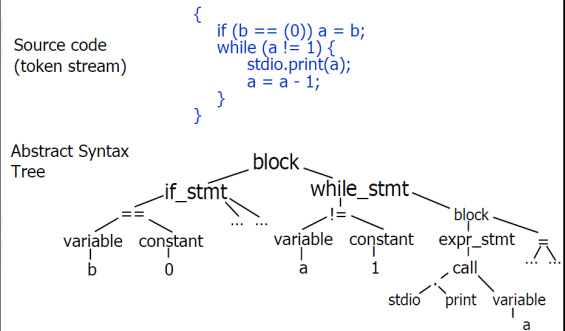 Source code
(token stream)
{
if (b == (0)) a = b;
while (a != 1) {
stdio.print(a);
a = a - 1;
}
}
Abstract Syntax
Tree
block
if_stmt while_stmt
== != block
... ...
variable constant variable constant expr_stmt =
b 0 a 1 call ... ...
.
stdio print variable
a